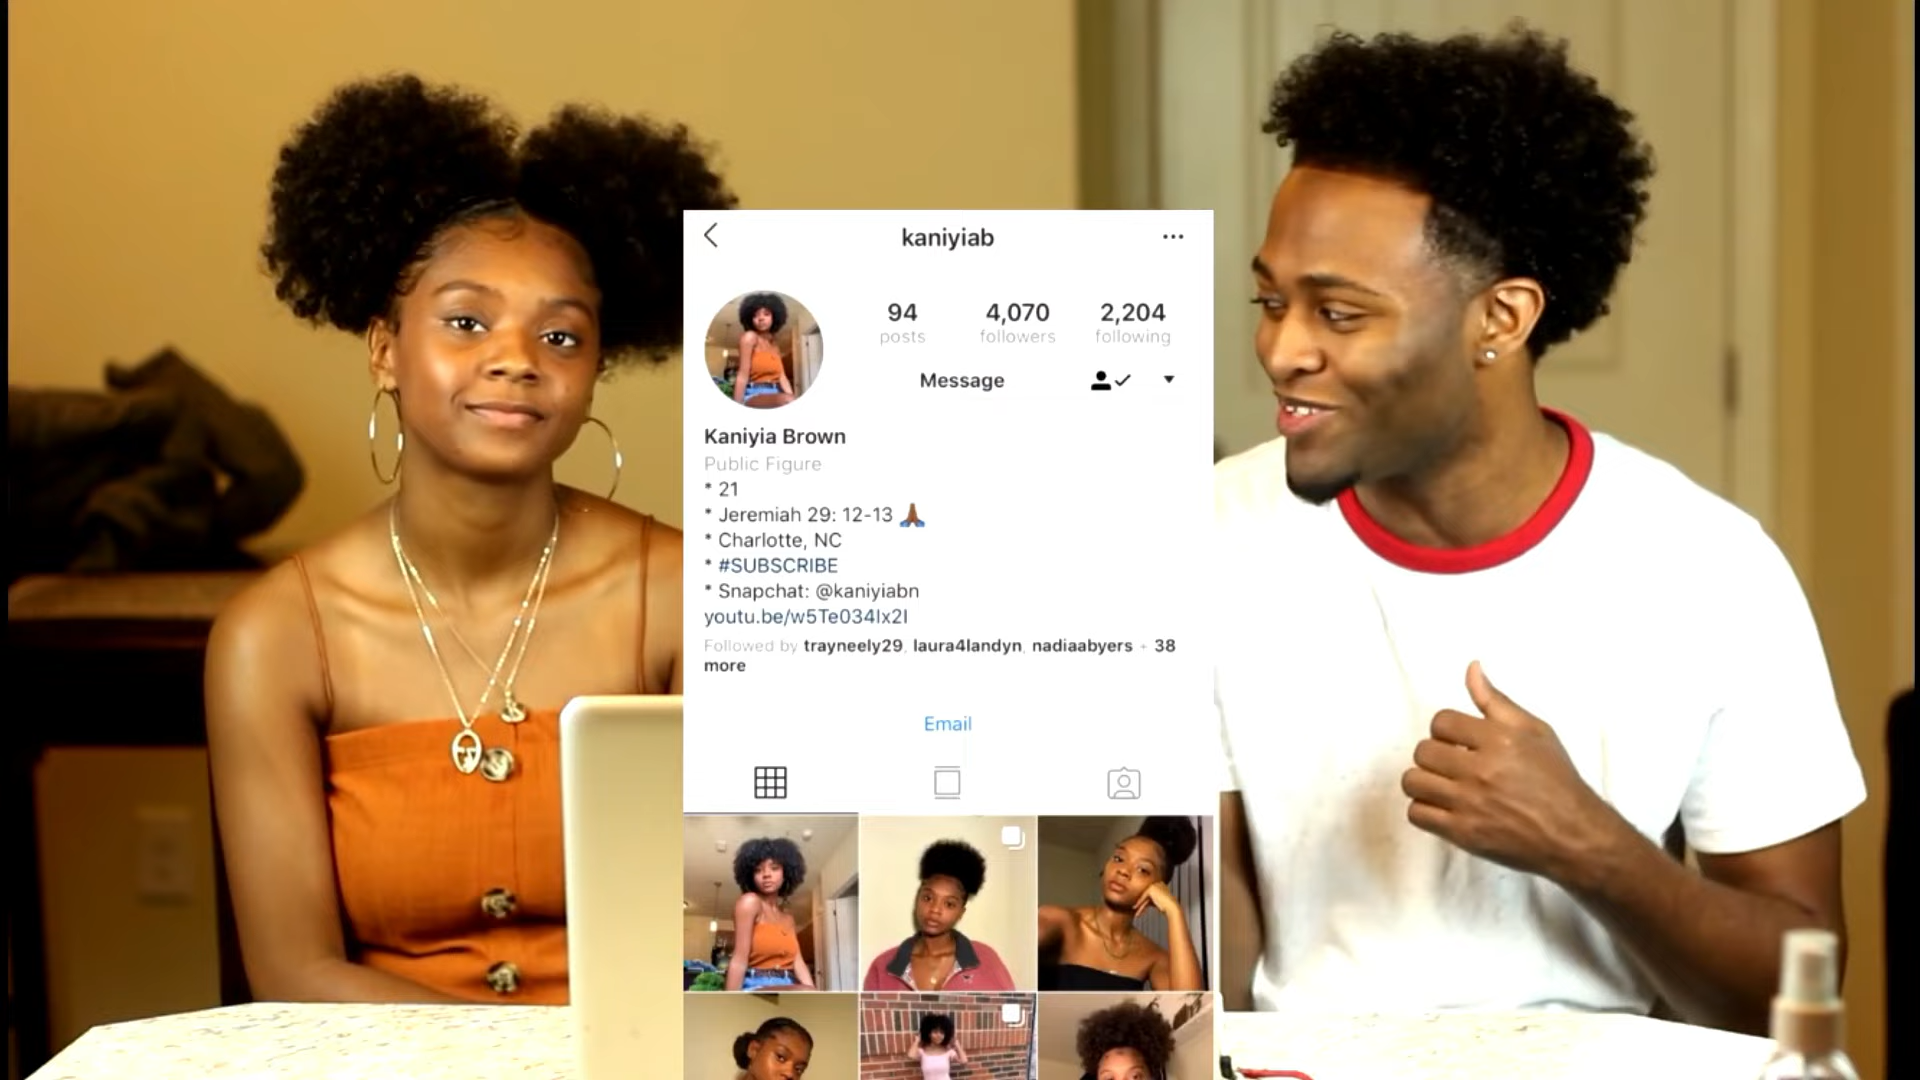 kaniyiab
94 4,070 2,204
posts followers following
Message
Kaniyia Brown
Public Figure
* 21
* Jeremiah 29: 12-13 🙏🏾
* Charlotte, NC
* #SUBSCRIBE
* Snapchat: @kaniyiabn
youtu.be/w5Te034Ix2I
Followed by trayneely29, laura4landyn, nadiaabyers + 38
more
Email